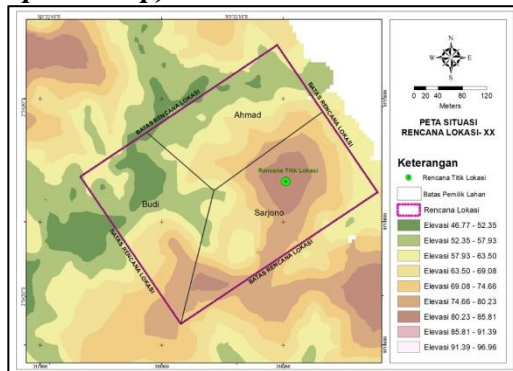 BATAS RENCANA LOKASI
BATAS RENCANA LOKASI
Ahmad
Rencana Titik Lokasi
Budi
Sarjono
BATAS RENCANA LOKASI
BATAS RENCANA LOKASI
N
W E
S
0 20 40 80 120
Meters
PETA SITUASI
RENCANA LOKASI- XX
Keterangan
Rencana Titik Lokasi
Batas Pemilik Lahan
Rencana Lokasi
Elevasi 46.77 - 52.35
Elevasi 52.35 - 57.93
Elevasi 57.93 - 63.50
Elevasi 63.50 - 69.08
Elevasi 69.08 - 74.66
Elevasi 74.66 - 80.23
Elevasi 80.23 - 85.81
Elevasi 85.81 - 91.39
Elevasi 91.39 - 96.96